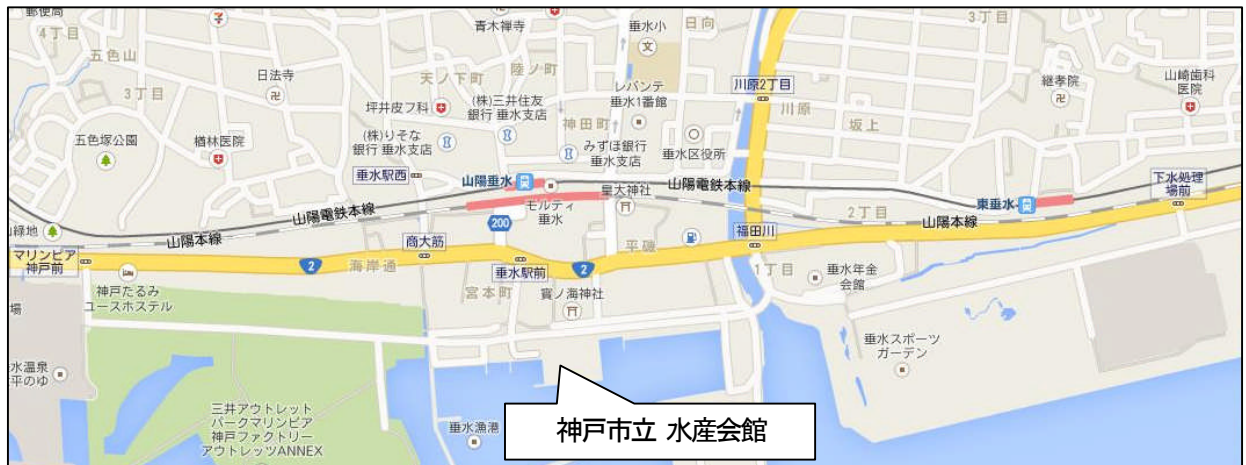 郵便局
4丁目
五色山
3丁目
日法寺
青木禅寺
垂水小
文
日向
3丁目
天ノ下町
陸ノ町
レバンテ
垂水1番館
川原2丁目
川原
坂上
継孝院
山崎歯科
医院
坪井皮フ科
(株)三井住友
銀行 垂水支店
神田町
五色塚公園
楢林医院
(株)りそな
銀行 垂水支店
みずほ銀行
垂水支店
垂水区役所
垂水駅西
山陽垂水
山陽電鉄本線
下水処理
場前
東垂水
モルティ
垂水
皇大神社
山陽電鉄本線
山陽本線
2丁目
山陽本線
緑地
200
マリンピア
神戸前
商大筋
平磯
福田川
2
海岸通
垂水駅前
2
1丁目
垂水年金
会館
神戸たるみ
ユースホステル
宮本町
寳ノ海神社
場
垂水スポーツ
ガーデン
水温泉
平のゆ
三井アウトレット
パークマリンピア
神戸ファクトリー
アウトレッツANNEX
垂水漁港
神戸市立 水産会館